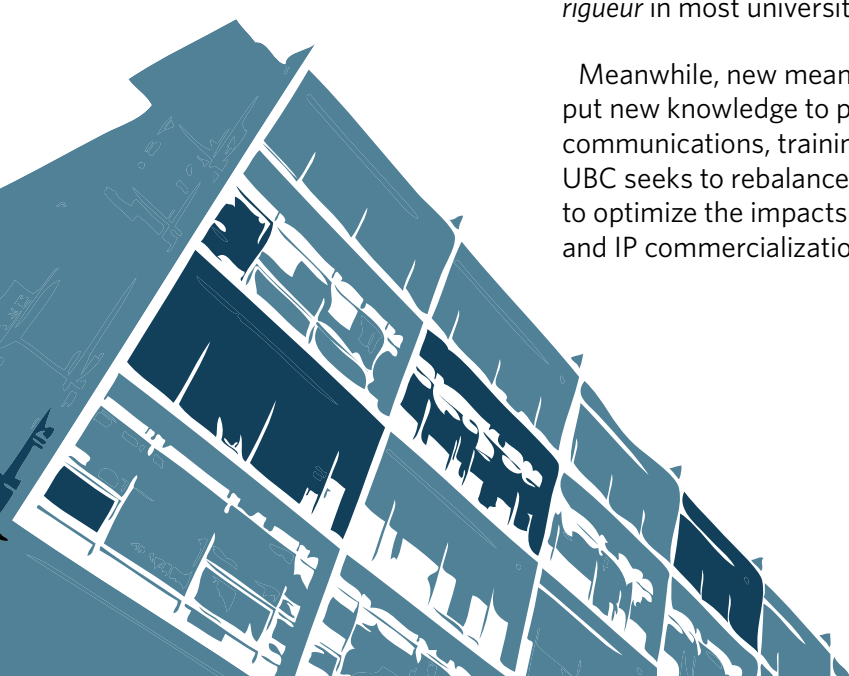 rigueur in most universit
Meanwhile, new mean
put new knowledge to p
communications, trainin
UBC seeks to rebalance
to optimize the impacts
and IP commercializatio